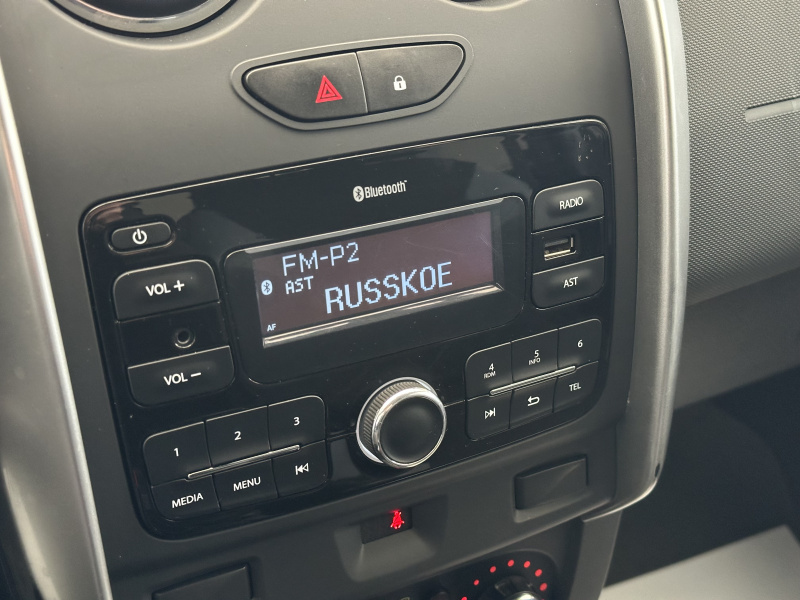 Bluetooth™
RADIO
VOL +
FM-P2
AST
RUSSKOE
AF
AST
VOL −
1
2
3
MEDIA
MENU
4
RDM
5
INFO
6
TEL